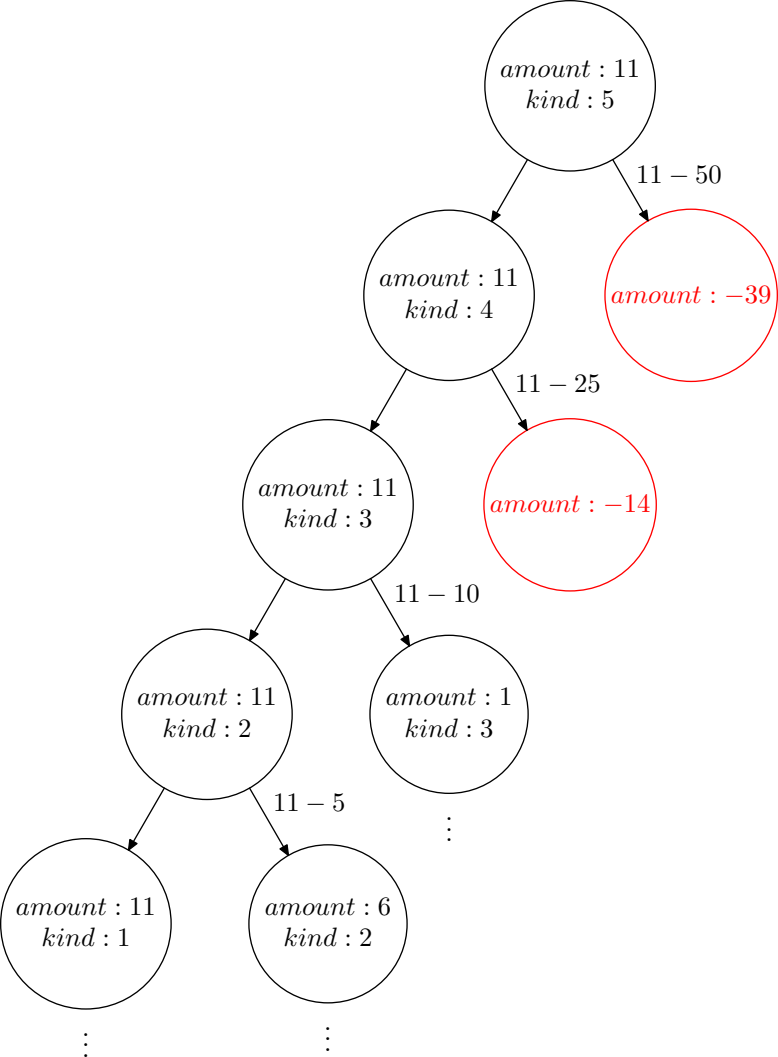 amount : 11
kind : 5
11 − 50
amount : 11
kind : 4
amount : −39
11 − 25
amount : 11
kind : 3
amount : −14
11 − 10
amount : 11
kind : 2
amount : 1
kind : 3
11 − 5
⋮
amount : 11
kind : 1
amount : 6
kind : 2
⋮
⋮